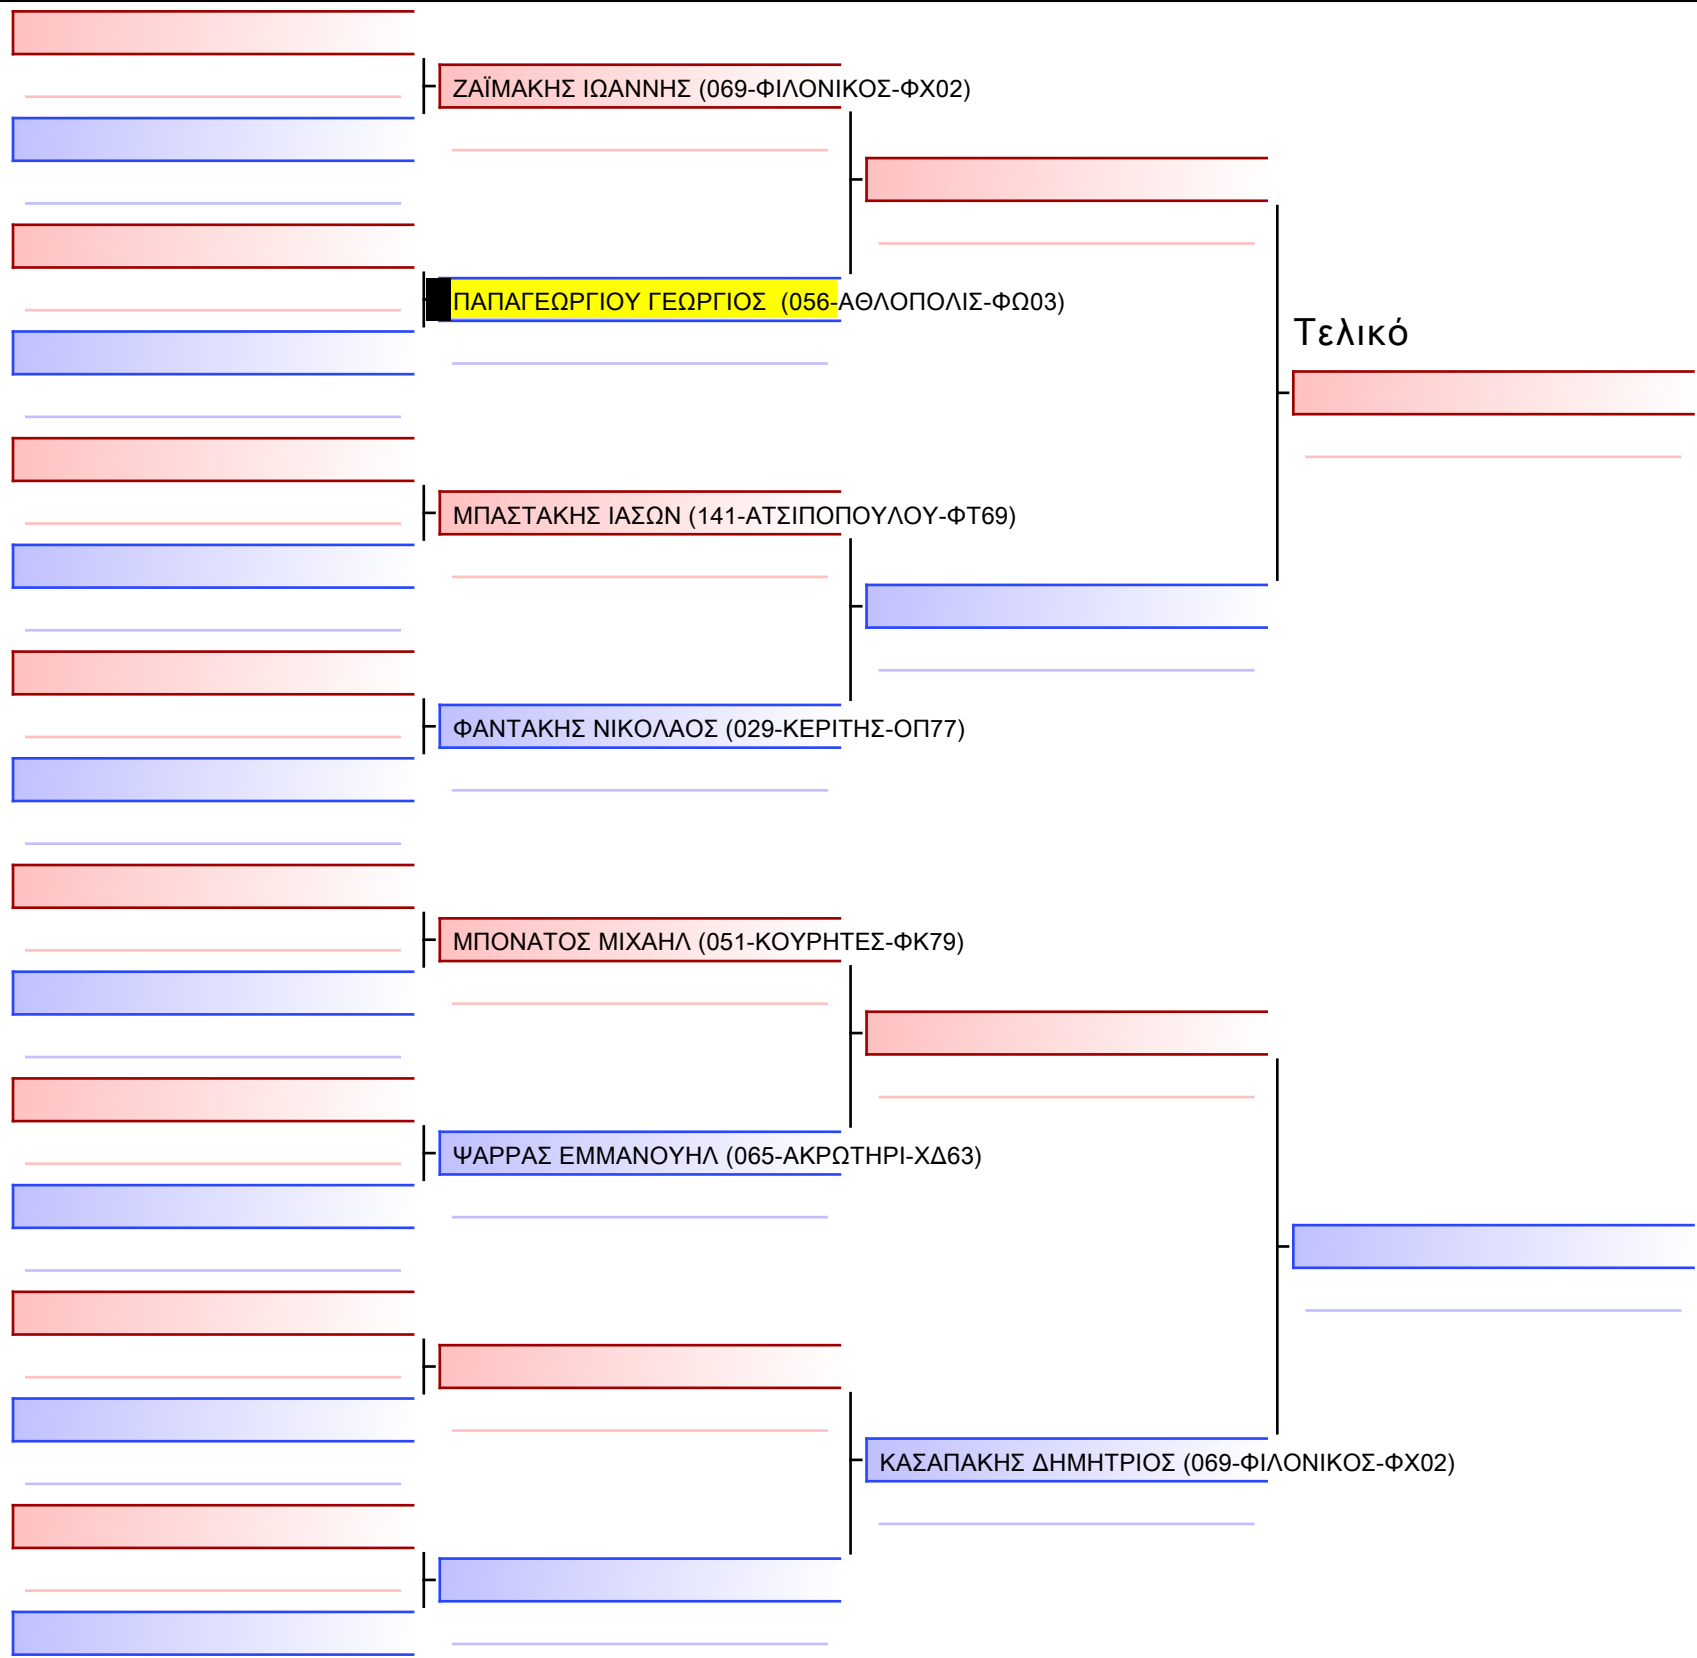 ΖΑΪΜΑΚΗΣ ΙΩΑΝΝΗΣ (069-ΦΙΛΟΝΙΚΟΣ-ΦΧ02)
ΠΑΠΑΓΕΩΡΓΙΟΥ ΓΕΩΡΓΙΟΣ  (056-ΑΘΛΟΠΟΛΙΣ-ΦΩ03)
Τελικό
ΜΠΑΣΤΑΚΗΣ ΙΑΣΩΝ (141-ΑΤΣΙΠΟΠΟΥΛΟΥ-ΦΤ69)
ΦΑΝΤΑΚΗΣ ΝΙΚΟΛΑΟΣ (029-ΚΕΡΙΤΗΣ-ΟΠ77)
ΜΠΟΝΑΤΟΣ ΜΙΧΑΗΛ (051-ΚΟΥΡΗΤΕΣ-ΦΚ79)
ΨΑΡΡΑΣ ΕΜΜΑΝΟΥΗΛ (065-ΑΚΡΩΤΗΡΙ-ΧΔ63)
ΚΑΣΑΠΑΚΗΣ ΔΗΜΗΤΡΙΟΣ (069-ΦΙΛΟΝΙΚΟΣ-ΦΧ02)